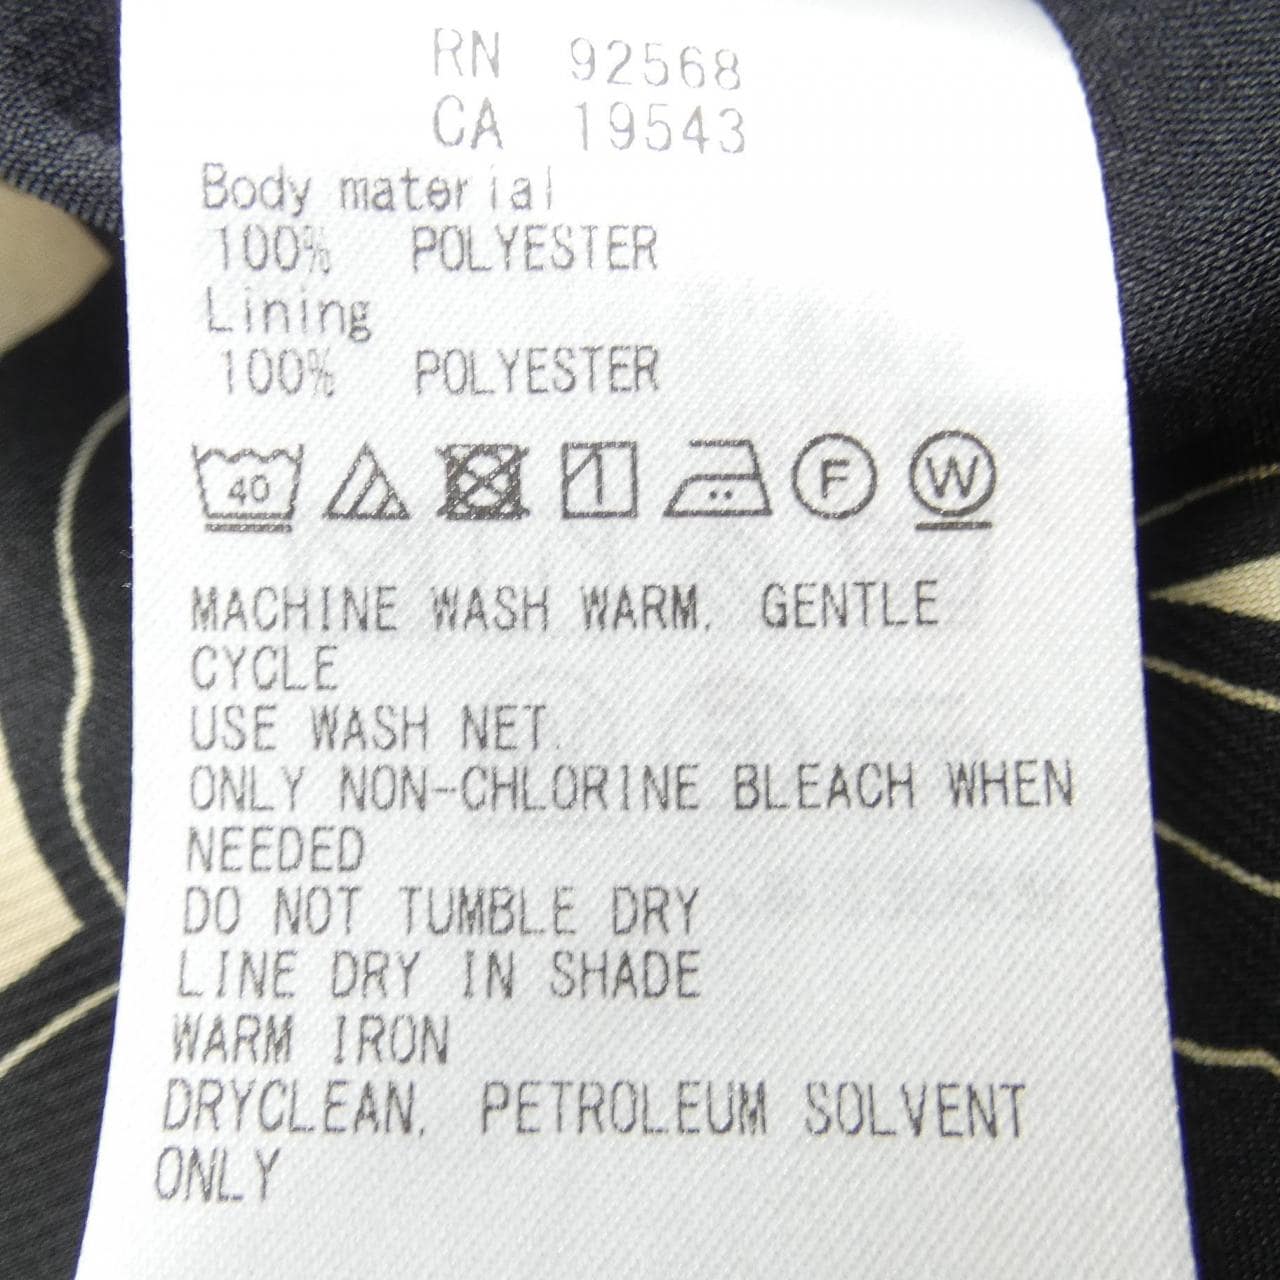 RN 92568
CA 19543
Body material
100% POLYESTER
Lining
100% POLYESTER
40 F W
MACHINE WASH WARM. GENTLE
CYCLE
USE WASH NET.
ONLY NON-CHLORINE BLEACH WHEN
NEEDED
DO NOT TUMBLE DRY
LINE DRY IN SHADE
WARM IRON
DRYCLEAN. PETROLEUM SOLVENT
ONLY